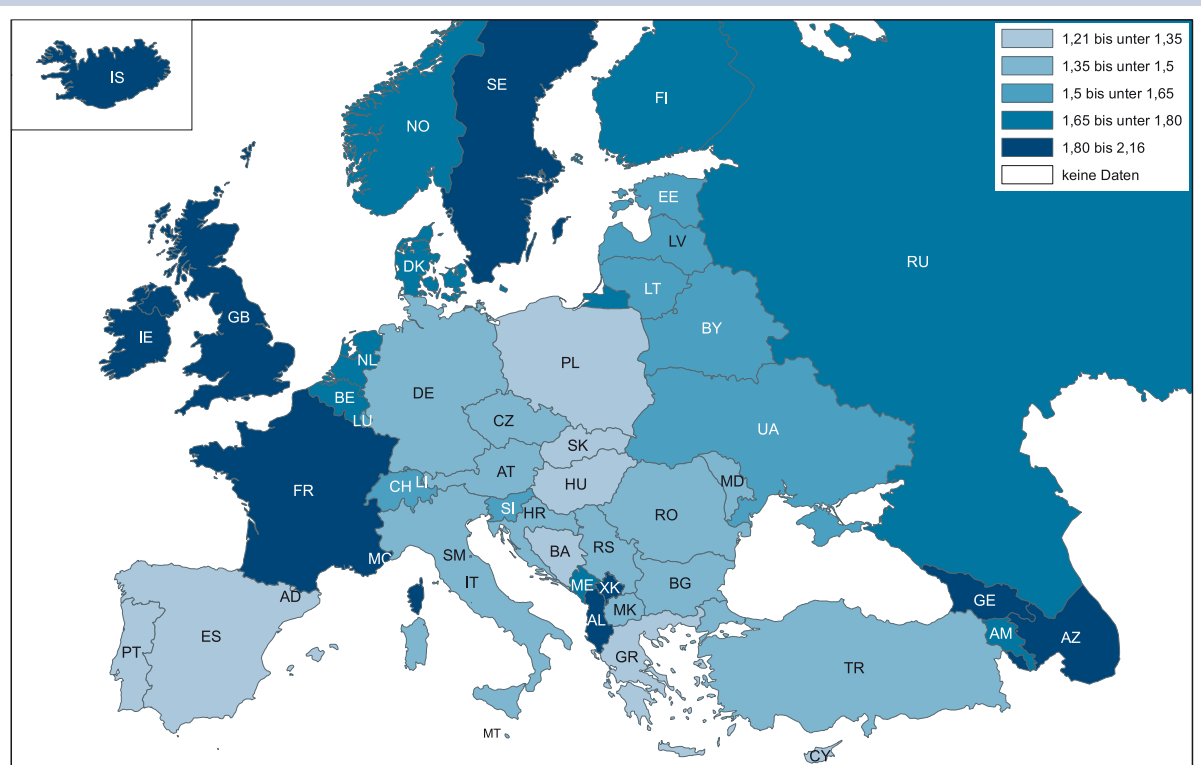 IS
SE
FI
NO
1,21 bis unter 1,35
1,35 bis unter 1,5
1,5 bis unter 1,65
1,65 bis unter 1,80
1,80 bis 2,16
keine Daten
EE
LV
RU
DK
LT
GB
IE
BY
NL
PL
BE
DE
LU
CZ
UA
SK
AT
MD
CH
LI
HU
FR
SI
HR
RO
MC
SM
BA
RS
IT
ME
XK
BG
AD
MK
GE
AL
AM
AZ
ES
PT
GR
TR
MT
CY